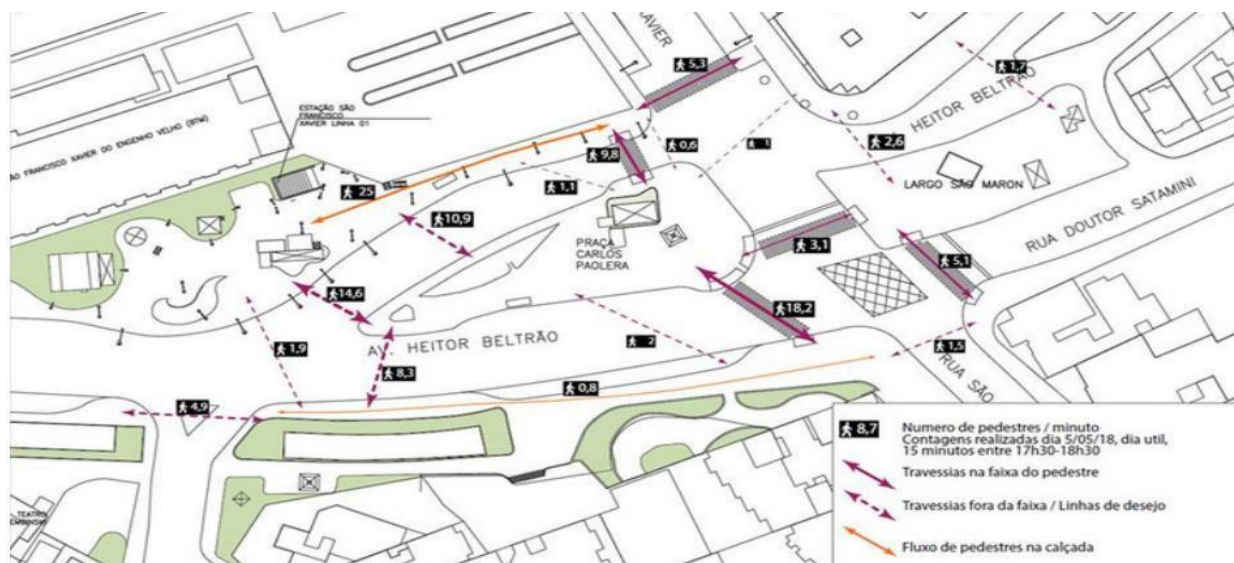 XAVIER
5,3
1,7
HEITOR BELTRÃO
ESTAÇÃO SÃO
FRANCISCO
XAVIER LINHA 01
SÃO FRANCISCO XAVIER DO ENGENHO VELHO (BTM)
9,8
0,6
1
2,6
25
1,1
LARGO SÃO MARON
RUA DOUTOR SATAMINI
10,9
PRAÇA
CARLOS
PAOLERA
3,1
5,1
14,6
18,2
1,9
AV. HEITOR BELTRÃO
2
1,5
8,3
0,8
RUA SÃO
4,9
TEATRO
8,7
Numero de pedestres / minuto
Contagens realizadas dia 5/05/18, dia util,
15 minutos entre 17h30-18h30
Travessias na faixa do pedestre
Travessias fora da faixa / Linhas de desejo
Fluxo de pedestres na calçada